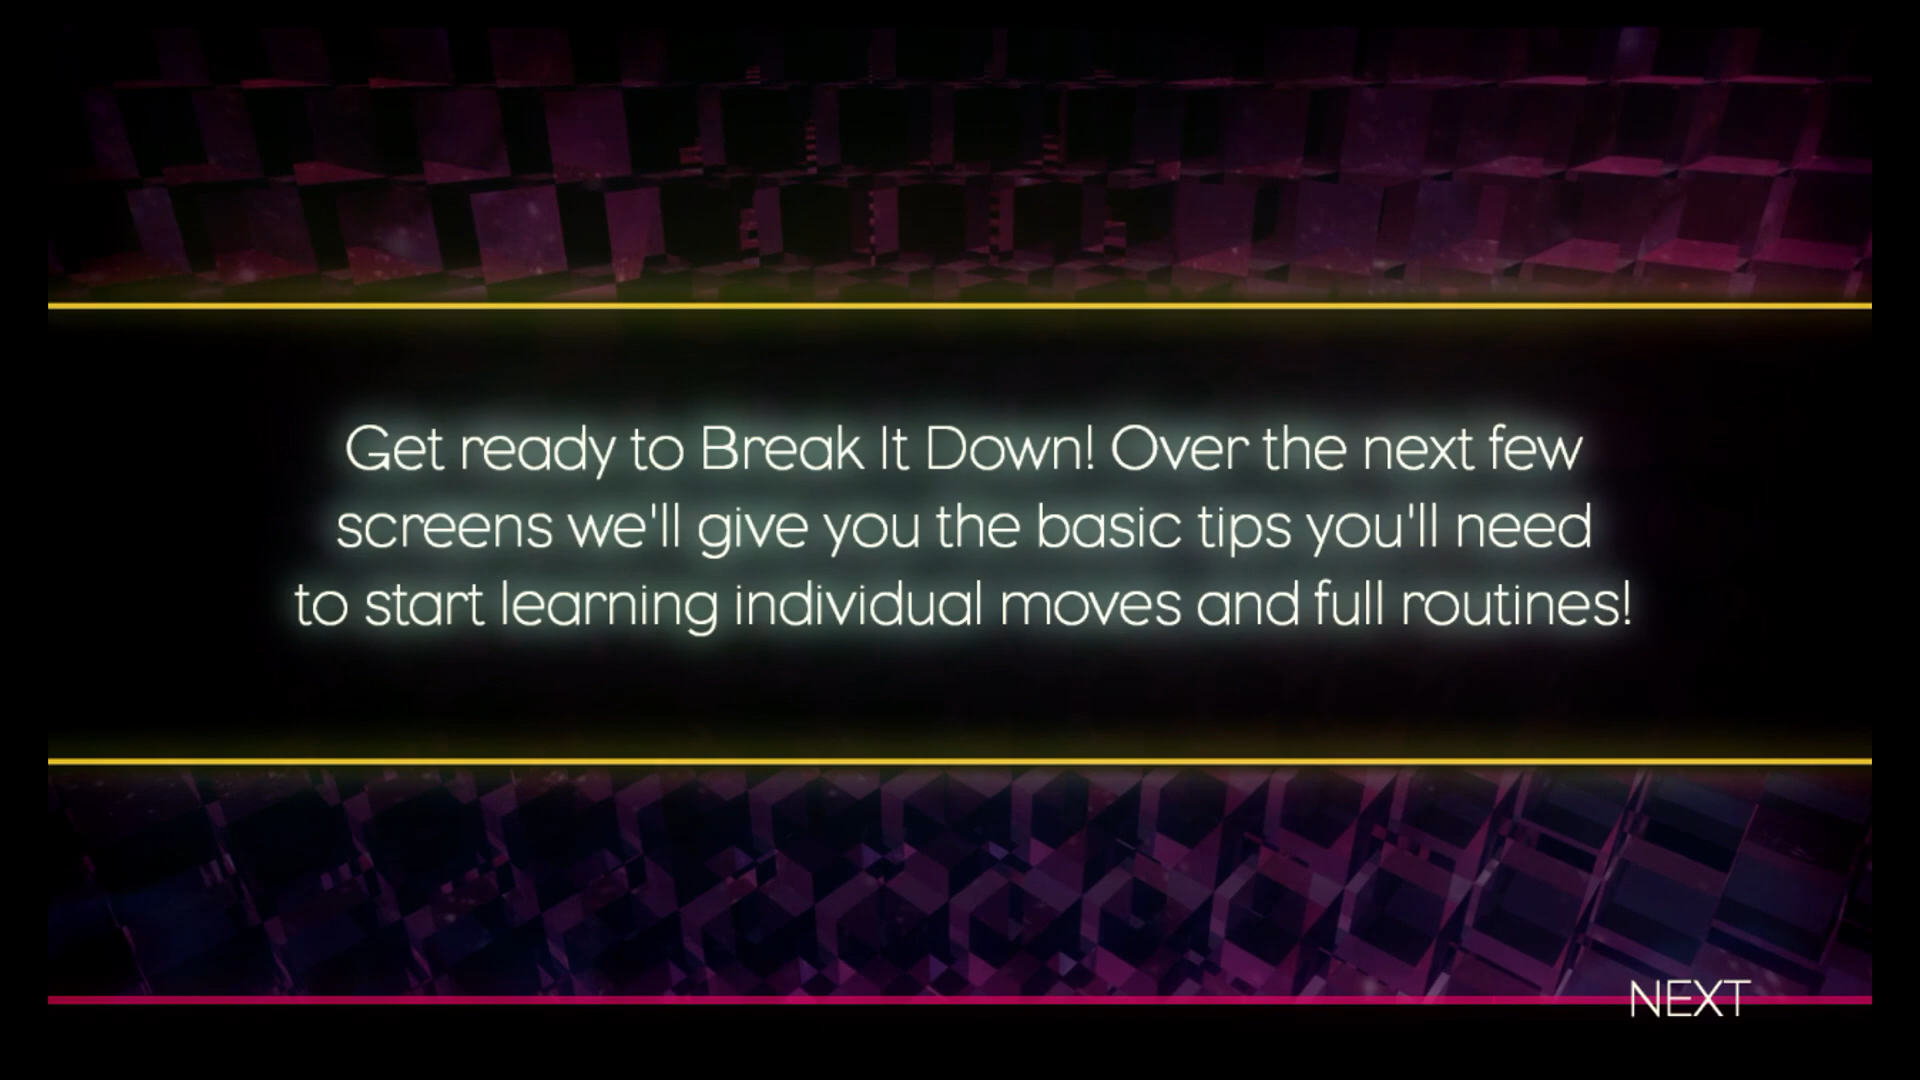 Get ready to Break It Down! Over the next few
screens we'll give you the basic tips you'll need
to start learning individual moves and full routines!
NEXT